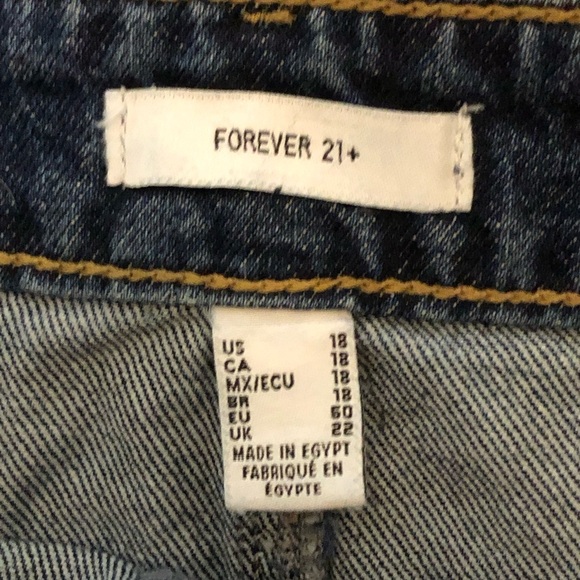 FOREVER 21+
US 18
CA 18
MX/ECU 18
BR 18
EU 50
UK 22
MADE IN EGYPT
FABRIQUÉ EN
ÉGYPTE